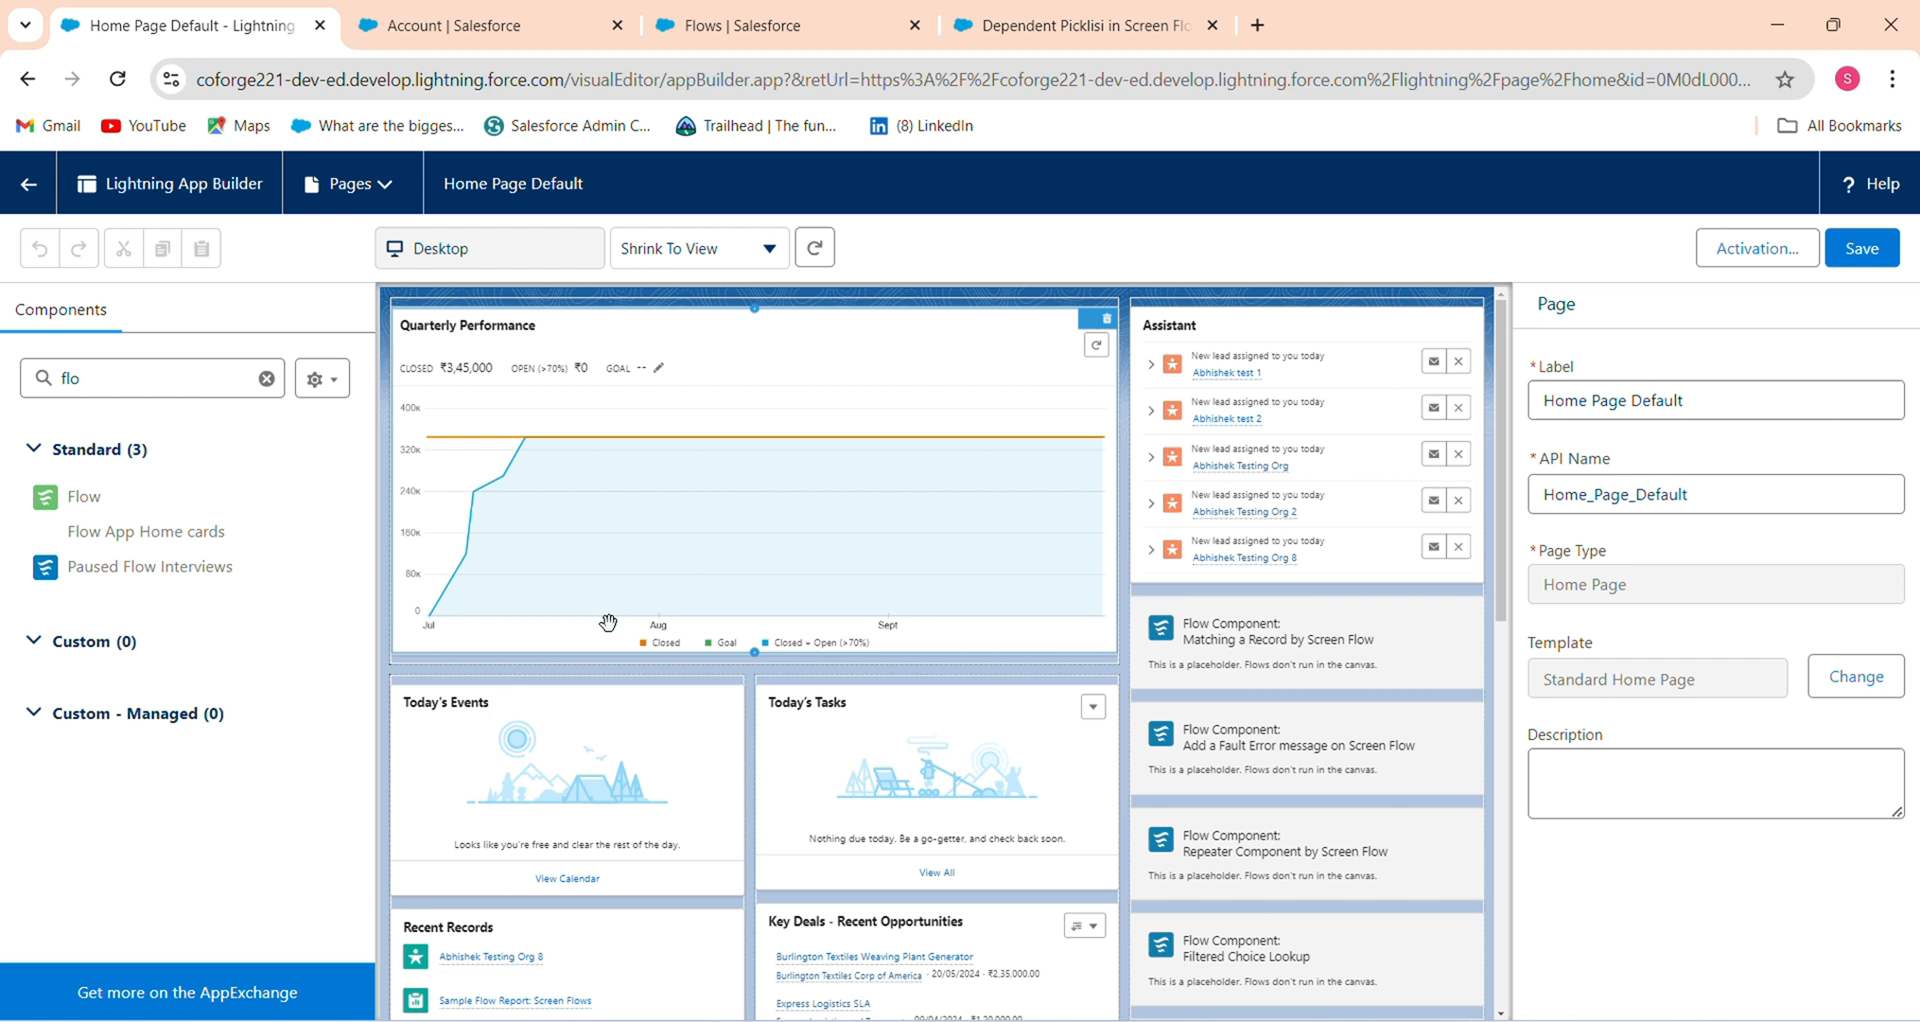 Home Page Default - Lightning
Account | Salesforce
Flows | Salesforce
Dependent Picklisi in Screen Flo
coforge221-dev-ed.develop.lightning.force.com/visualEditor/appBuilder.app?&retUrl=https%3A%2F%2Fcoforge221-dev-ed.develop.lightning.force.com%2Flightning%2Fpage%2Fhome&id=0M0dL000...
S
Gmail
YouTube
Maps
What are the bigges...
Salesforce Admin C...
Trailhead | The fun...
(8) LinkedIn
All Bookmarks
Lightning App Builder
Pages
Home Page Default
? Help
Desktop
Shrink To View
Activation...
Save
Components
flo
Standard (3)
Flow
Flow App Home cards
Paused Flow Interviews
Custom (0)
Custom - Managed (0)
Get more on the AppExchange
Quarterly Performance
CLOSED ₹3,45,000 OPEN (>70%) ₹0 GOAL --
400K
320K
240K
160K
80K
0
Jul
Aug
Sept
Closed
Goal
Closed + Open (>70%)
Today's Events
Looks like you're free and clear the rest of the day.
View Calendar
Today's Tasks
Nothing due today. Be a go-getter, and check back soon.
View All
Recent Records
Abhishek Testing Org 8
Sample Flow Report: Screen Flows
Key Deals - Recent Opportunities
Burlington Textiles Weaving Plant Generator
Burlington Textiles Corp of America · 20/05/2024 · ₹2,35,000.00
Express Logistics SLA
09/04/2024 · ₹1,20,000.00
Assistant
New lead assigned to you today
Abhishek test 1
New lead assigned to you today
Abhishek test 2
New lead assigned to you today
Abhishek Testing Org
New lead assigned to you today
Abhishek Testing Org 2
New lead assigned to you today
Abhishek Testing Org 8
Flow Component:
Matching a Record by Screen Flow
This is a placeholder. Flows don't run in the canvas.
Flow Component:
Add a Fault Error message on Screen Flow
This is a placeholder. Flows don't run in the canvas.
Flow Component:
Repeater Component by Screen Flow
This is a placeholder. Flows don't run in the canvas.
Flow Component:
Filtered Choice Lookup
This is a placeholder. Flows don't run in the canvas.
Page
* Label
Home Page Default
* API Name
Home_Page_Default
* Page Type
Home Page
Template
Standard Home Page
Change
Description